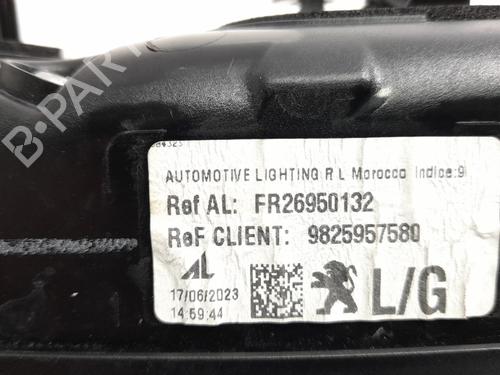 AUTOMOTIVE LIGHTING R L Morocco Indice:9
Ref AL: FR26950132
ReF CLIENT: 9825957580
AL
17/06/2023
14:59:44
L/G
B-PARTS